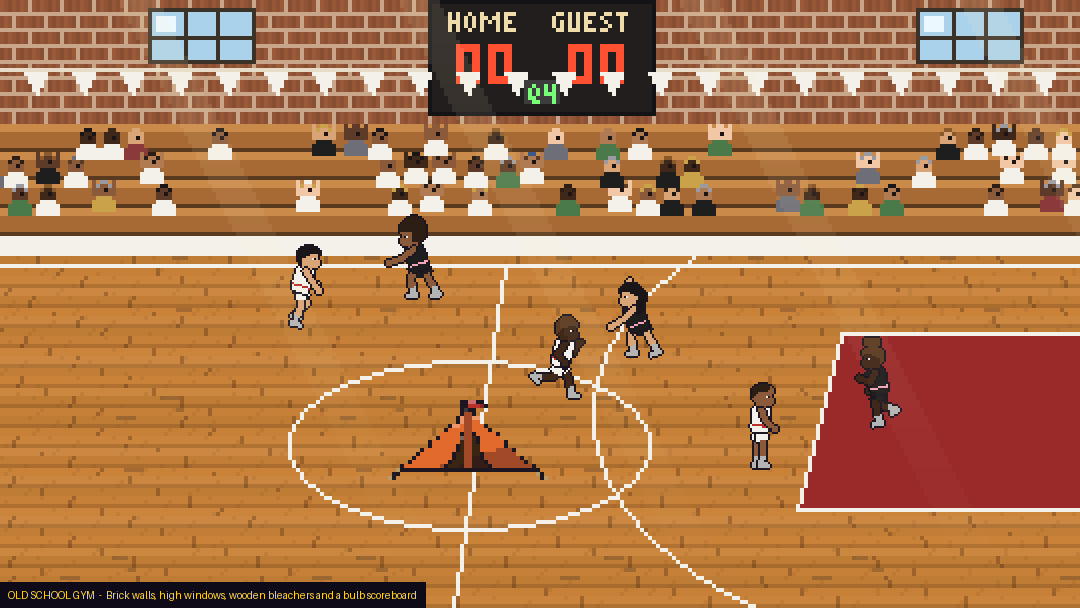 HOME GUEST
00 00
Q4
OLD SCHOOL GYM - Brick walls, high windows, wooden bleachers and a bulb scoreboard